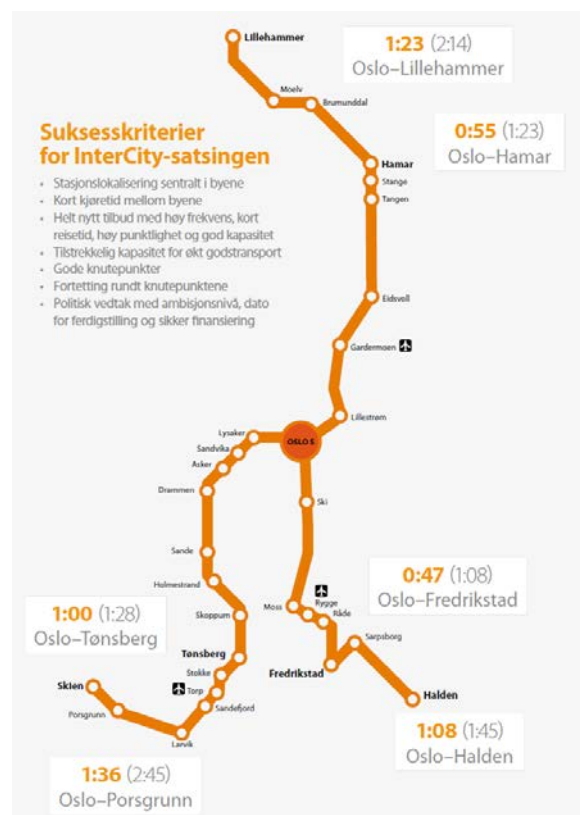 Lillehammer
1:23 (2:14)
Oslo–Lillehammer
Moelv
Brumunddal
0:55 (1:23)
Oslo–Hamar
Suksesskriterier
for InterCity-satsingen
• Stasjonslokalisering sentralt i byene
• Kort kjøretid mellom byene
• Helt nytt tilbud med høy frekvens, kort
reisetid, høy punktlighet og god kapasitet
• Tilstrekkelig kapasitet for økt godstransport
• Gode knutepunkter
• Fortetting rundt knutepunktene
• Politisk vedtak med ambisjonsnivå, dato
for ferdigstilling og sikker finansiering
Hamar
Stange
Tangen
Eidsvoll
Gardermoen
Lillestrøm
Lysaker
OSLO S
Sandvika
Asker
Drammen
Ski
Sande
Holmestrand
0:47 (1:08)
Oslo–Fredrikstad
Moss
Rygge
Råde
1:00 (1:28)
Oslo–Tønsberg
Skoppum
Sarpsborg
Tønsberg
Fredrikstad
Stokke
Skien
Torp
Halden
Porsgrunn
Sandefjord
1:08 (1:45)
Oslo–Halden
Larvik
1:36 (2:45)
Oslo–Porsgrunn